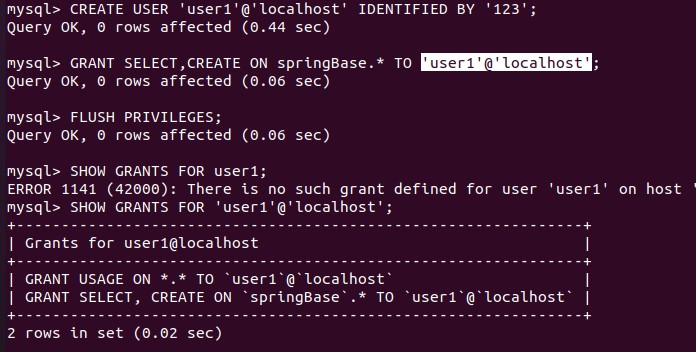 mysql> CREATE USER 'user1'@'localhost' IDENTIFIED BY '123';
Query OK, 0 rows affected (0.44 sec)
mysql> GRANT SELECT,CREATE ON springBase.* TO 'user1'@'localhost';
Query OK, 0 rows affected (0.06 sec)
mysql> FLUSH PRIVILEGES;
Query OK, 0 rows affected (0.06 sec)
mysql> SHOW GRANTS FOR user1;
ERROR 1141 (42000): There is no such grant defined for user 'user1' on host '
mysql> SHOW GRANTS FOR 'user1'@'localhost';
+---------------------------------------------------------------+
| Grants for user1@localhost                                    |
+---------------------------------------------------------------+
| GRANT USAGE ON *.* TO `user1`@`localhost`                     |
| GRANT SELECT, CREATE ON `springBase`.* TO `user1`@`localhost` |
+---------------------------------------------------------------+
2 rows in set (0.02 sec)